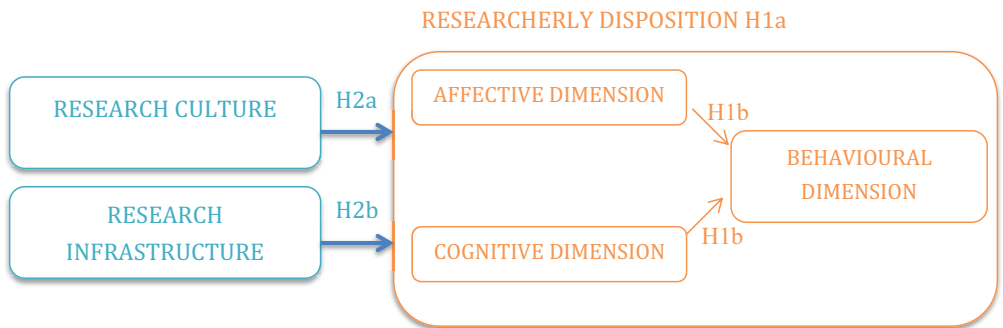 RESEARCHERLY DISPOSITION H1a
RESEARCH CULTURE
H2a
AFFECTIVE DIMENSION
H1b
BEHAVIOURAL
DIMENSION
RESEARCH
INFRASTRUCTURE
H2b
COGNITIVE DIMENSION
H1b